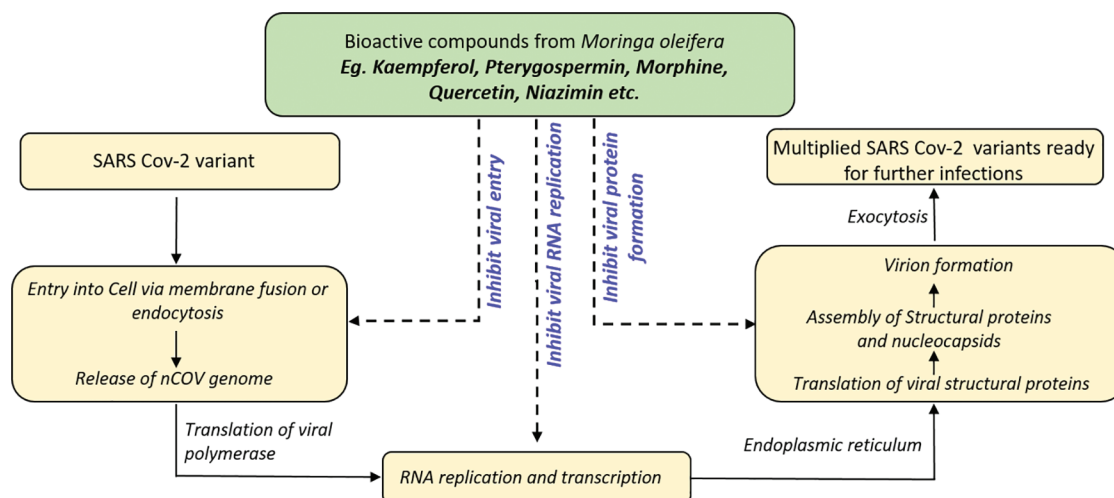 Bioactive compounds from Moringa oleifera
Eg. Kaempferol, Pterygospermin, Morphine,
Quercetin, Niazimin etc.
SARS Cov-2 variant
Multiplied SARS Cov-2 variants ready
for further infections
Inhibit viral entry
Inhibit viral RNA replication
Inhibit viral protein
formation
Exocytosis
Entry into Cell via membrane fusion or
endocytosis
Release of nCOV genome
Virion formation
Assembly of Structural proteins
and nucleocapsids
Translation of viral structural proteins
Translation of viral
polymerase
Endoplasmic reticulum
RNA replication and transcription